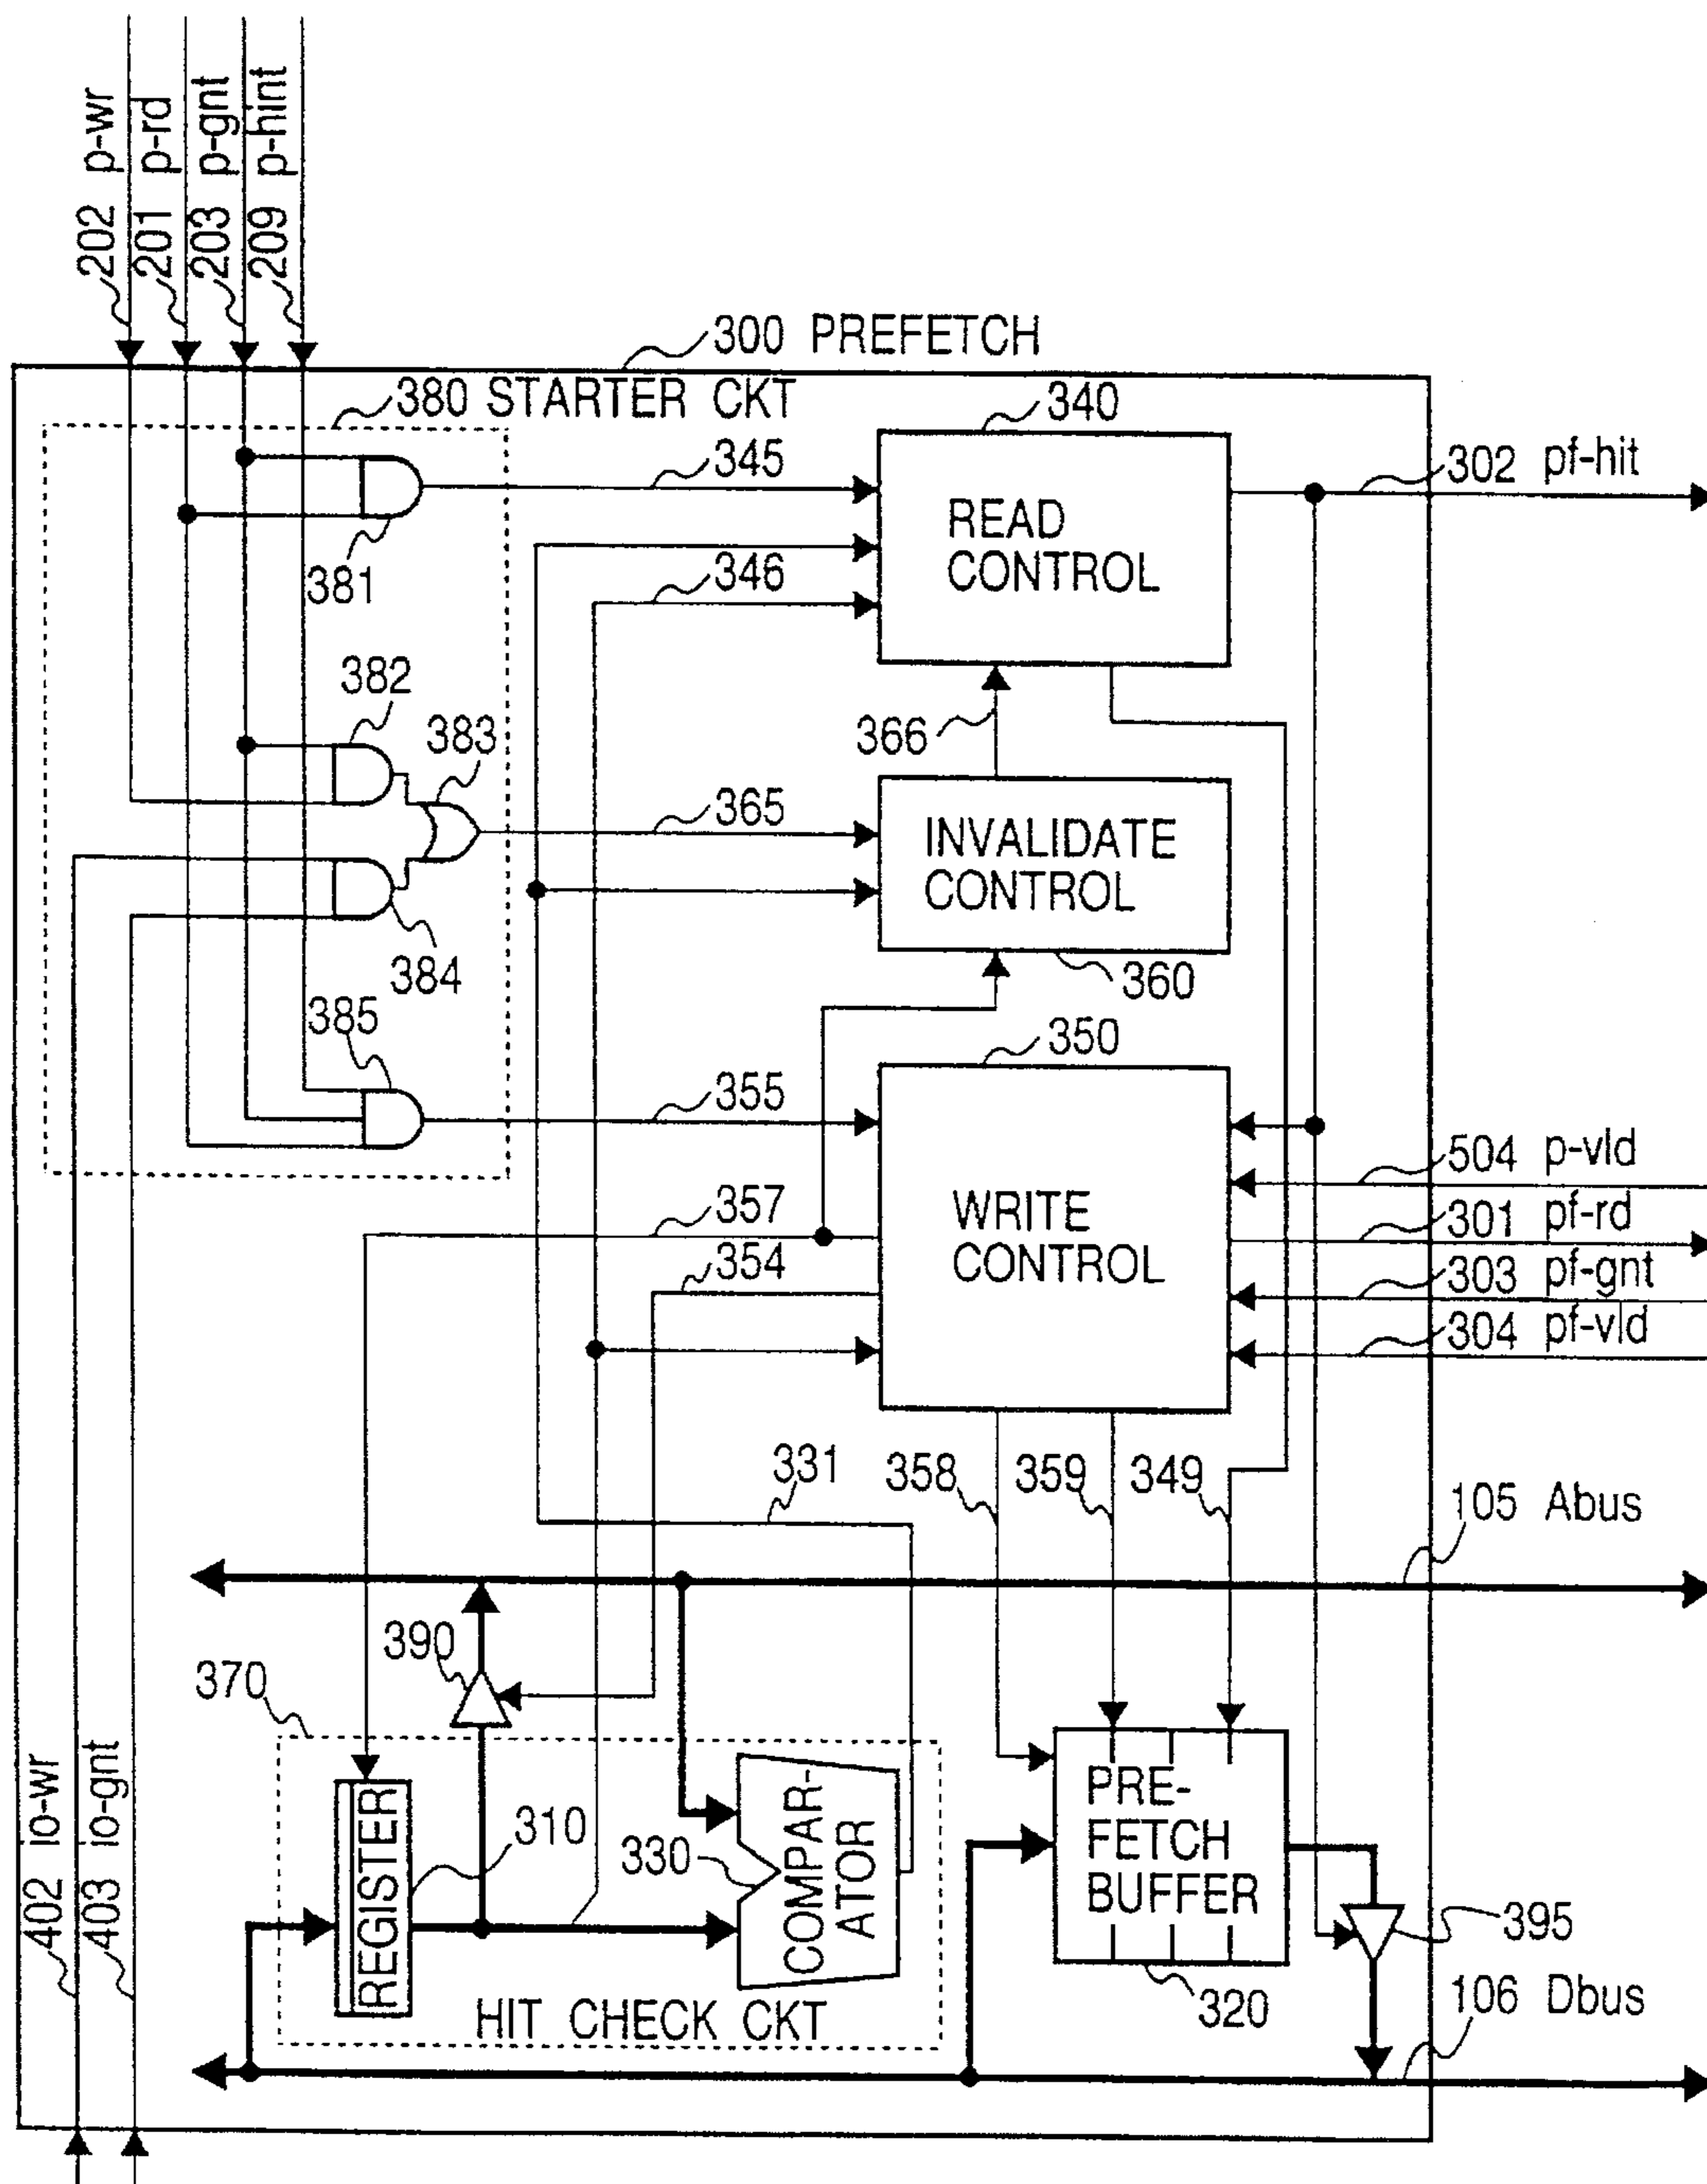 202 p-wr
201 p-rd
203 p-gnt
209 p-hint
300 PREFETCH
380 STARTER CKT
340
345
302 pf-hit
READ
CONTROL
381
346
382
383
366
365
INVALIDATE
CONTROL
384
360
385
350
355
504 p-vld
357
301 pf-rd
WRITE
CONTROL
354
303 pf-gnt
304 pf-vld
331
358
359
349
105 Abus
390
370
402 io-wr
403 io-gnt
REGISTER
310
330
COMPAR-
ATOR
PRE-
FETCH
BUFFER
395
320
HIT CHECK CKT
106 Dbus